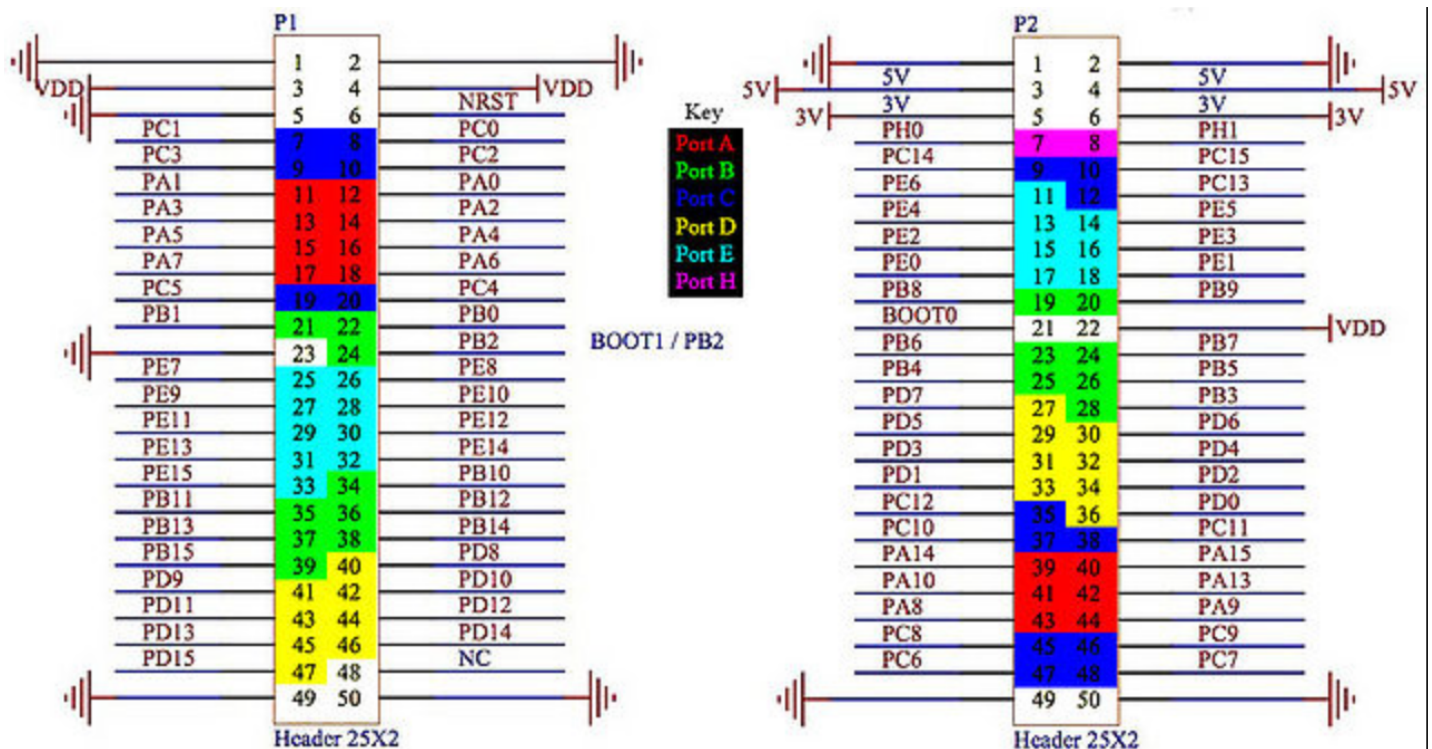 P1 P2
1 2 1 2
VDD 3 4 VDD 5V 5V 3 4 5V 5V
5 6 NRST 3V 3V 5 6 3V 3V
PC1 7 8 PC0 PH0 7 8 PH1
PC3 9 10 PC2 PC14 9 10 PC15
PA1 11 12 PA0 PE6 11 12 PC13
PA3 13 14 PA2 PE4 13 14 PE5
PA5 15 16 PA4 PE2 15 16 PE3
PA7 17 18 PA6 PE0 17 18 PE1
PC5 19 20 PC4 PB8 19 20 PB9
PB1 21 22 PB0 BOOT0 21 22 VDD
23 24 PB2 BOOT1 / PB2 PB6 23 24 PB7
PE7 25 26 PE8 PB4 25 26 PB5
PE9 27 28 PE10 PD7 27 28 PB3
PE11 29 30 PE12 PD5 29 30 PD6
PE13 31 32 PE14 PD3 31 32 PD4
PE15 33 34 PB10 PD1 33 34 PD2
PB11 35 36 PB12 PC12 35 36 PD0
PB13 37 38 PB14 PC10 37 38 PC11
PB15 39 40 PD8 PA14 39 40 PA15
PD9 41 42 PD10 PA10 41 42 PA13
PD11 43 44 PD12 PA8 43 44 PA9
PD13 45 46 PD14 PC8 45 46 PC9
PD15 47 48 NC PC6 47 48 PC7
49 50 49 50
Header 25X2 Header 25X2
Key
Port A
Port B
Port C
Port D
Port E
Port H